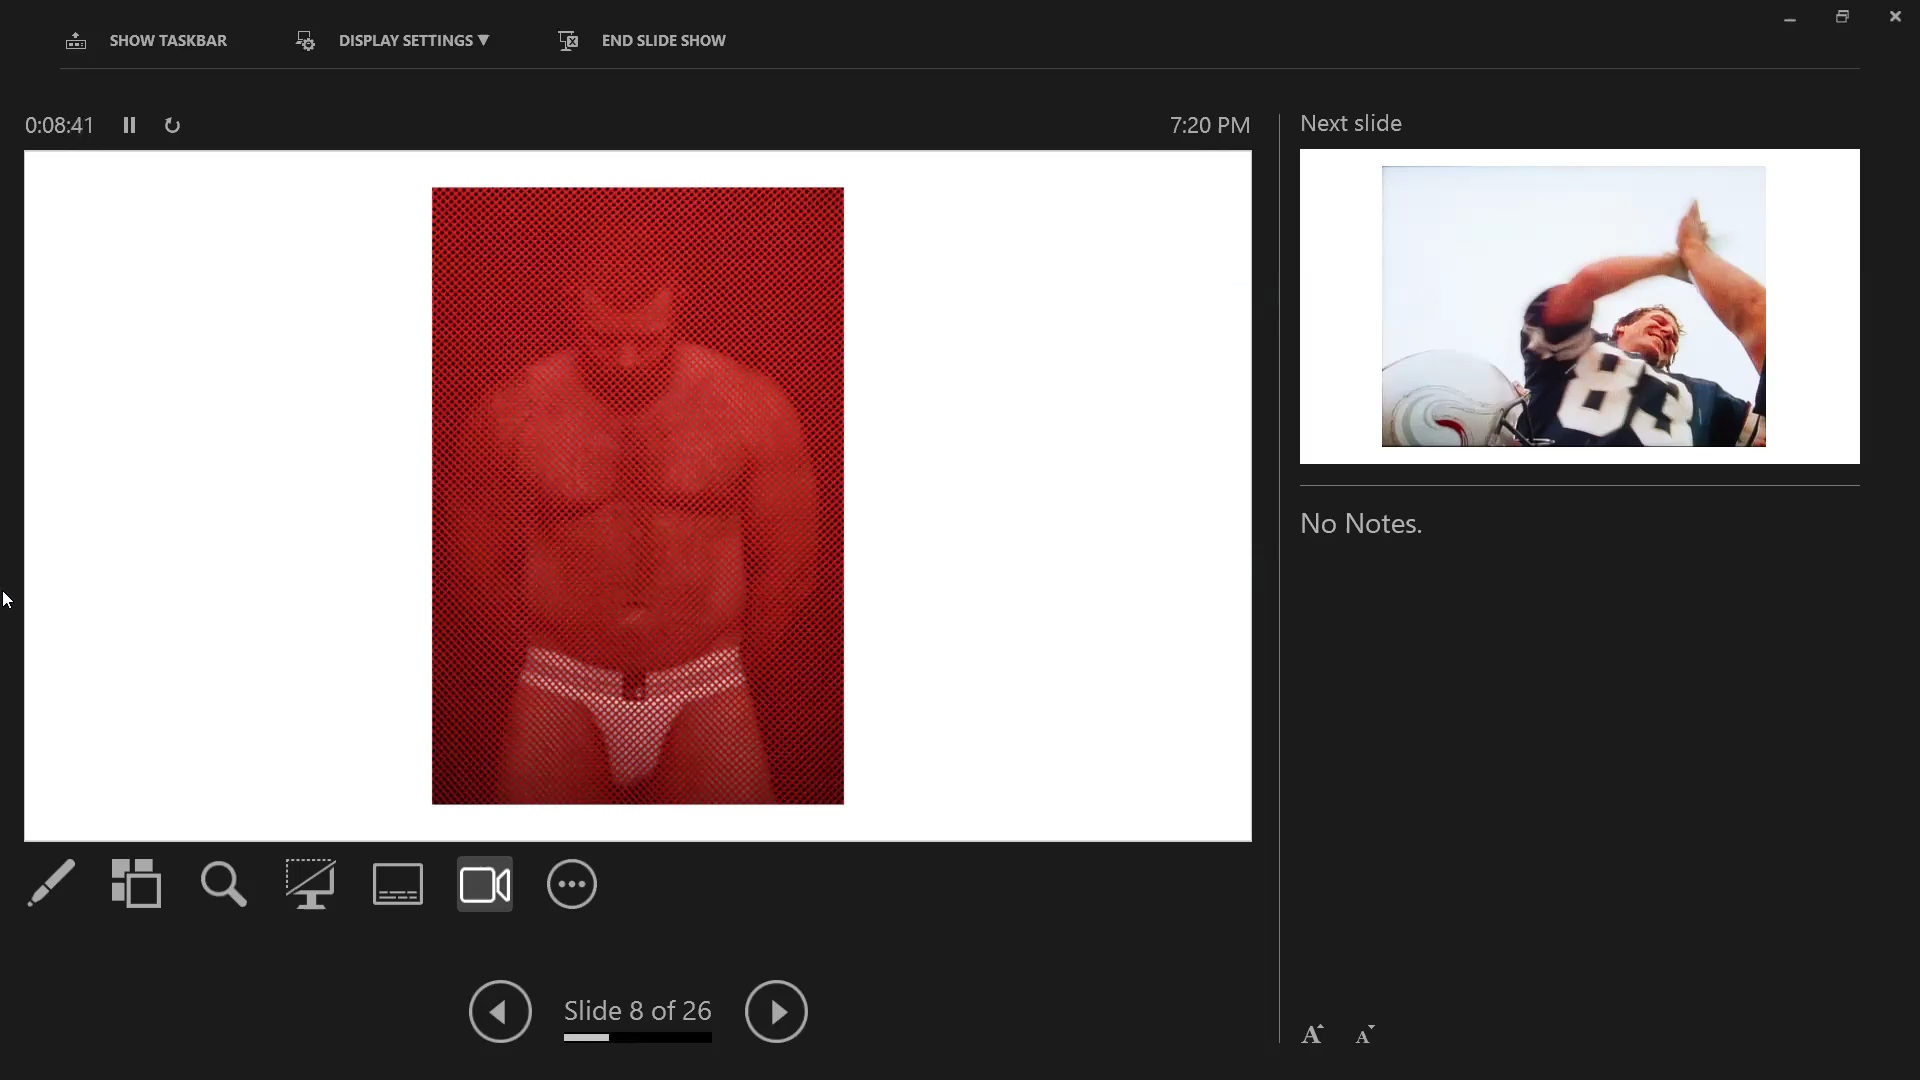 SHOW TASKBAR
DISPLAY SETTINGS ▼
END SLIDE SHOW
0:08:41
7:20 PM
Next slide
83
No Notes.
Slide 8 of 26
A
A